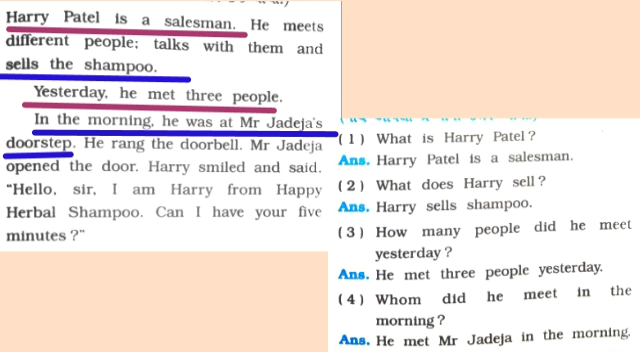 Harry Patel is a salesman. He meets
different people; talks with them and
sells the shampoo.
Yesterday, he met three people.
In the morning, he was at Mr Jadeja's
doorstep. He rang the doorbell. Mr Jadeja
opened the door. Harry smiled and said.
"Hello, sir, I am Harry from Happy
Herbal Shampoo. Can I have your five
minutes ?"
(1) What is Harry Patel ?
Ans. Harry Patel is a salesman.
(2) What does Harry sell ?
Ans. Harry sells shampoo.
(3) How many people did he meet
yesterday ?
Ans. He met three people yesterday.
(4) Whom did he meet in the
morning ?
Ans. He met Mr Jadeja in the morning.